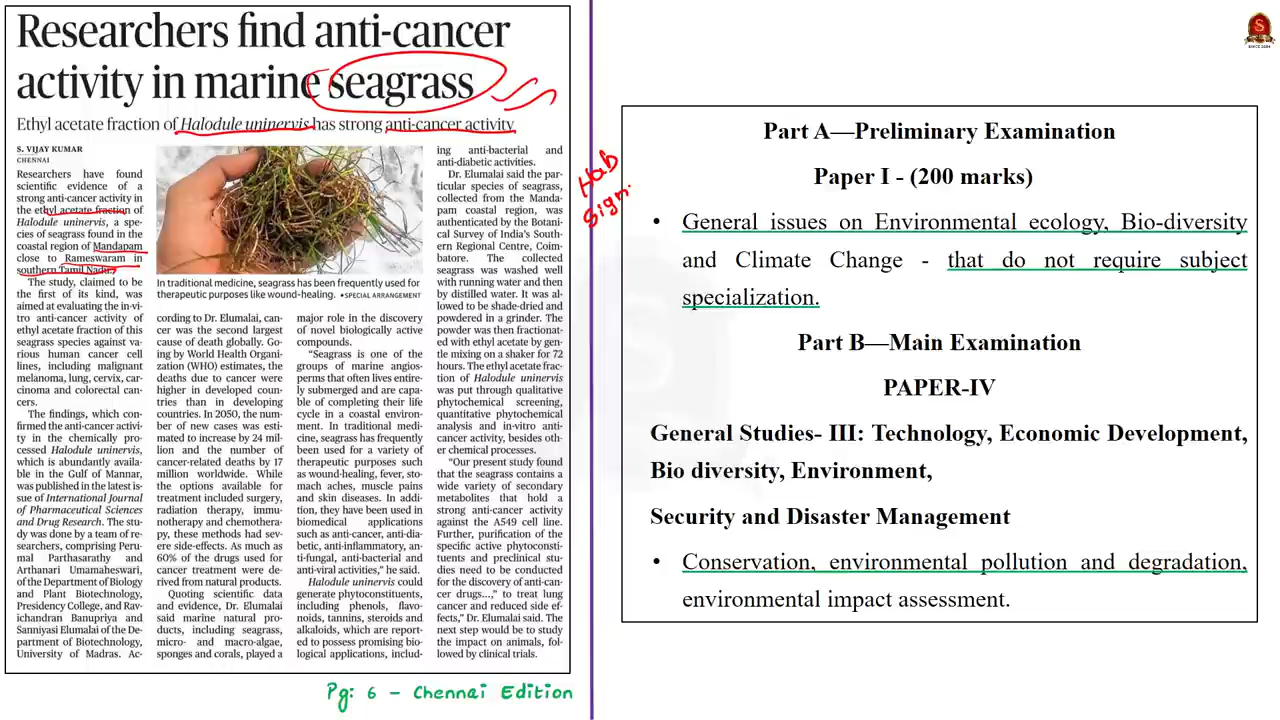 Researchers find anti-cancer
activity in marine seagrass
Ethyl acetate fraction of Halodule uninervis has strong anti-cancer activity
S. VIJAY KUMAR
CHENNAI
Researchers have found
scientific evidence of a
strong anti-cancer activity in
the ethyl acetate fraction of
Halodule uninervis, a spe-
cies of seagrass found in the
coastal region of Mandapam
close to Rameswaram in
southern Tamil Nadu.
The study, claimed to be
the first of its kind, was
aimed at evaluating the in-vi-
tro anti-cancer activity of
ethyl acetate fraction of this
seagrass species against va-
rious human cancer cell
lines, including malignant
melanoma, lung, cervix, car-
cinoma and colorectal can-
cers.
The findings, which con-
firmed the anti-cancer activi-
ty in the chemically pro-
cessed Halodule uninervis,
which is abundantly availa-
ble in the Gulf of Mannar,
was published in the latest is-
sue of International Journal
of Pharmaceutical Sciences
and Drug Research. The stu-
dy was done by a team of re-
searchers, comprising Peru-
mal Parthasarathy and
Arthanari Umamaheswari,
of the Department of Biology
and Plant Biotechnology,
Presidency College, and Rav-
ichandran Banupriya and
Sanniyasi Elumalai of the De-
partment of Biotechnology,
University of Madras. Ac-
In traditional medicine, seagrass has been frequently used for
therapeutic purposes like wound-healing. •SPECIAL ARRANGEMENT
cording to Dr. Elumalai, can-
cer was the second largest
cause of death globally. Go-
ing by World Health Organi-
zation (WHO) estimates, the
deaths due to cancer were
higher in developed coun-
tries than in developing
countries. In 2050, the num-
ber of new cases was esti-
mated to increase by 24 mil-
lion and the number of
cancer-related deaths by 17
million worldwide. While
the options available for
treatment included surgery,
radiation therapy, immu-
notherapy and chemothera-
py, these methods had sev-
ere side-effects. As much as
60% of the drugs used for
cancer treatment were de-
rived from natural products.
Quoting scientific data
and evidence, Dr. Elumalai
said marine natural pro-
ducts, including seagrass,
micro- and macro-algae,
sponges and corals, played a
major role in the discovery
of novel biologically active
compounds.
"Seagrass is one of the
groups of marine angios-
perms that often lives entire-
ly submerged and are capa-
ble of completing their life
cycle in a coastal environ-
ment. In traditional medi-
cine, seagrass has frequently
been used for a variety of
therapeutic purposes such
as wound-healing, fever, sto-
mach aches, muscle pains
and skin diseases. In addi-
tion, they have been used in
biomedical applications
such as anti-cancer, anti-dia-
betic, anti-inflammatory, an-
ti-fungal, anti-bacterial and
anti-viral activities," he said.
Halodule uninervis could
generate phytoconstituents,
including phenols, flavo-
noids, tannins, steroids and
alkaloids, which are report-
ed to possess promising bio-
logical applications, includ-
ing anti-bacterial and
anti-diabetic activities.
Dr. Elumalai said the par-
ticular species of seagrass,
collected from the Manda-
pam coastal region, was
authenticated by the Botani-
cal Survey of India's South-
ern Regional Centre, Coim-
batore. The collected
seagrass was washed well
with running water and then
by distilled water. It was al-
lowed to be shade-dried and
powdered in a grinder. The
powder was then fractionat-
ed with ethyl acetate by gen-
tle mixing on a shaker for 72
hours. The ethyl acetate frac-
tion of Halodule uninervis
was put through qualitative
phytochemical screening,
quantitative phytochemical
analysis and in-vitro anti-
cancer activity, besides oth-
er chemical processes.
"Our present study found
that the seagrass contains a
wide variety of secondary
metabolites that hold a
strong anti-cancer activity
against the A549 cell line.
Further, purification of the
specific active phytoconsti-
tuents and preclinical stu-
dies need to be conducted
for the discovery of anti-can-
cer drugs...," to treat lung
cancer and reduced side ef-
fects," Dr. Elumalai said. The
next step would be to study
the impact on animals, fol-
lowed by clinical trials.
Pg: 6 - Chennai Edition
Hab
Sign.
S
SINCE 2004
Part A—Preliminary Examination
Paper I - (200 marks)
• General issues on Environmental ecology, Bio-diversity
and Climate Change - that do not require subject
specialization.
Part B—Main Examination
PAPER-IV
General Studies- III: Technology, Economic Development,
Bio diversity, Environment,
Security and Disaster Management
• Conservation, environmental pollution and degradation,
environmental impact assessment.